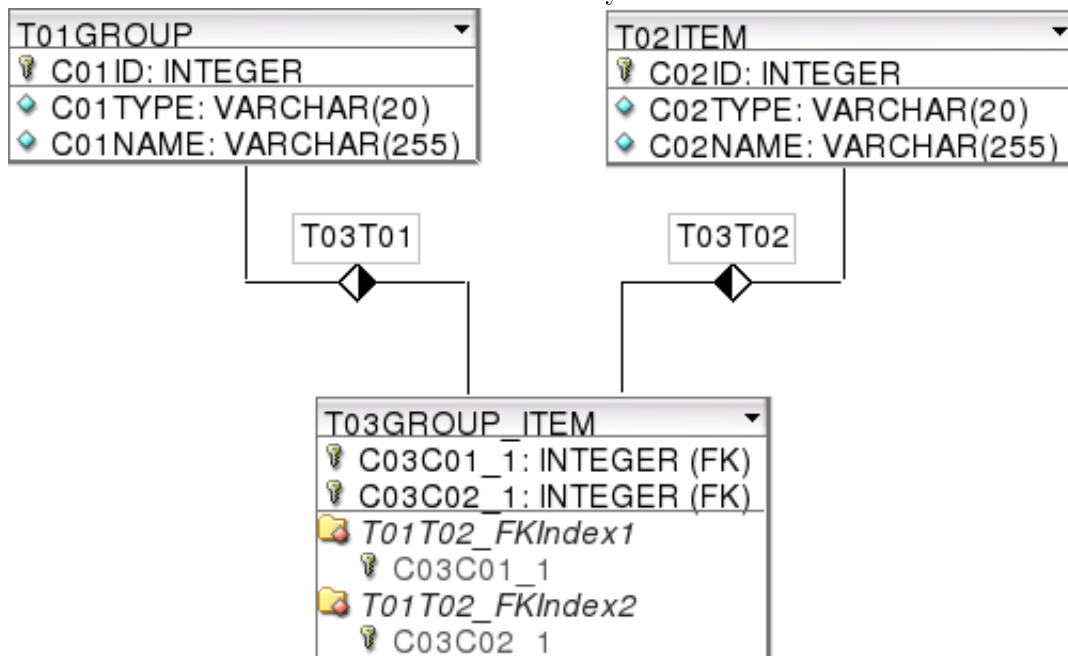 T01GROUP
C01ID: INTEGER
C01TYPE: VARCHAR(20)
C01NAME: VARCHAR(255)
T02ITEM
C02ID: INTEGER
C02TYPE: VARCHAR(20)
C02NAME: VARCHAR(255)
T03T01
T03T02
T03GROUP_ITEM
C03C01_1: INTEGER (FK)
C03C02_1: INTEGER (FK)
T01T02_FKIndex1
C03C01_1
T01T02_FKIndex2
C03C02_1